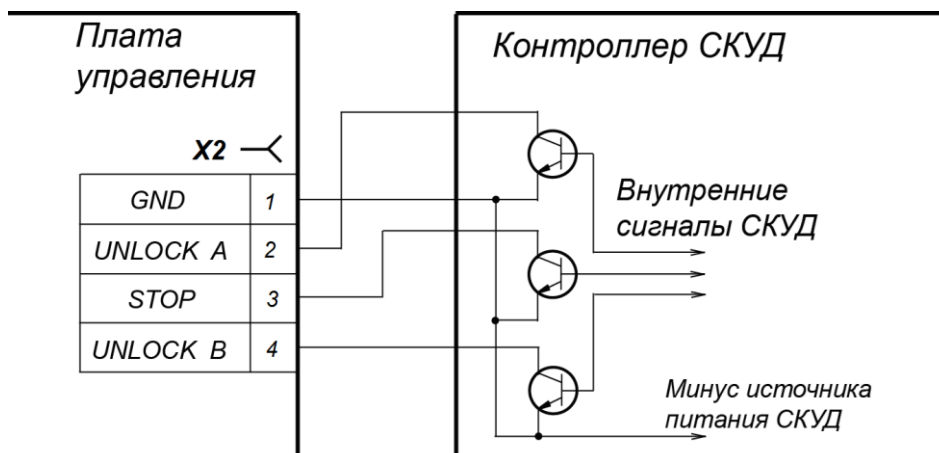 Плата
управления
Контроллер СКУД
X2
GND 1
UNLOCK A 2
STOP 3
UNLOCK B 4
Внутренние
сигналы СКУД
Минус источника
питания СКУД